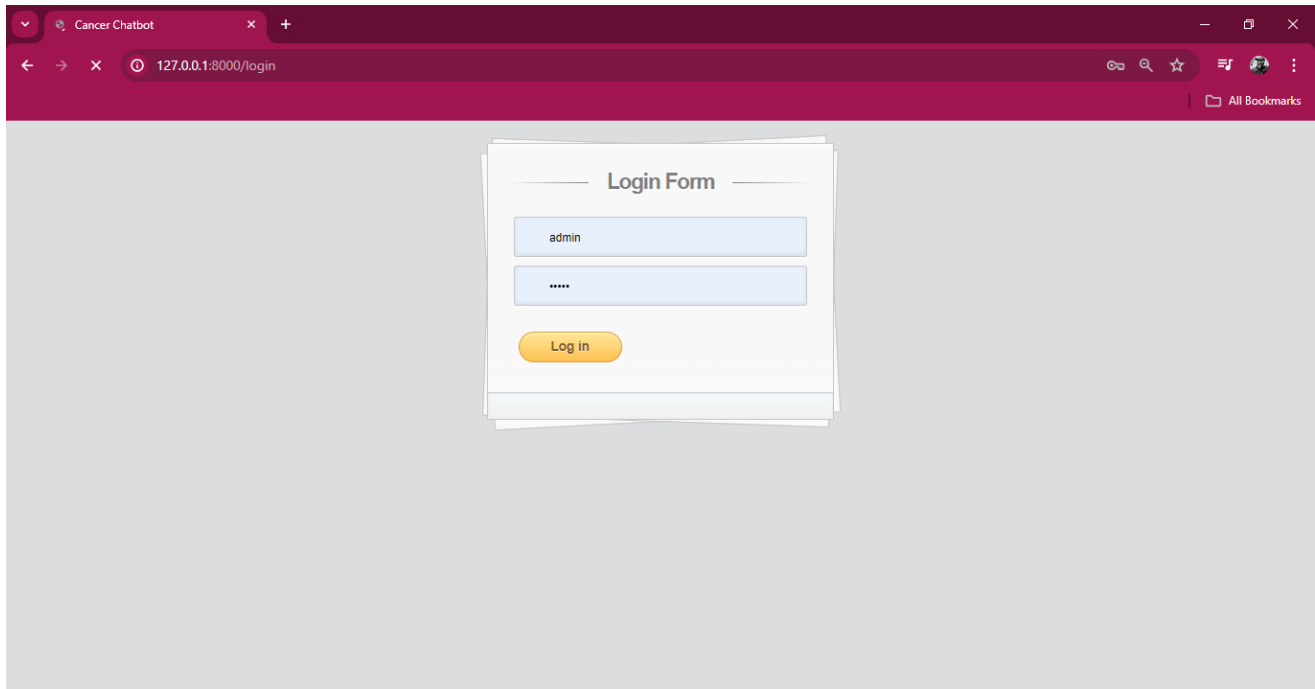 Cancer Chatbot
127.0.0.1:8000/login
All Bookmarks
Login Form
admin
•••••
Log in